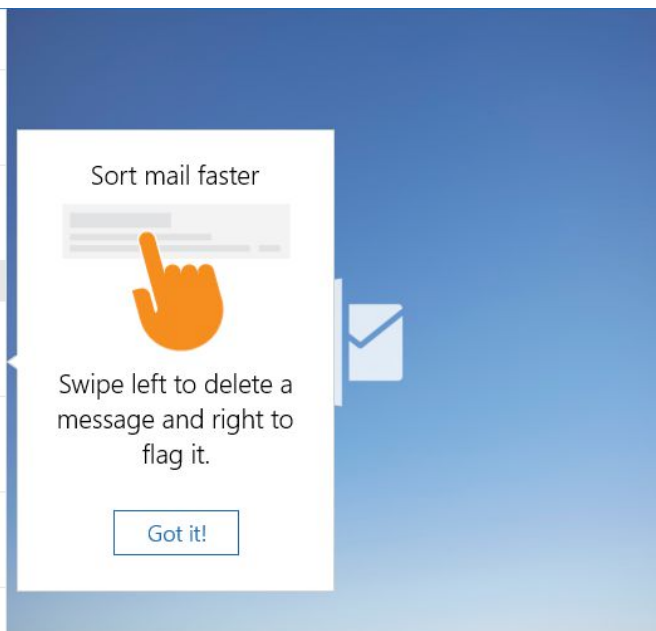 Sort mail faster
Swipe left to delete a
message and right to
flag it.
Got it!